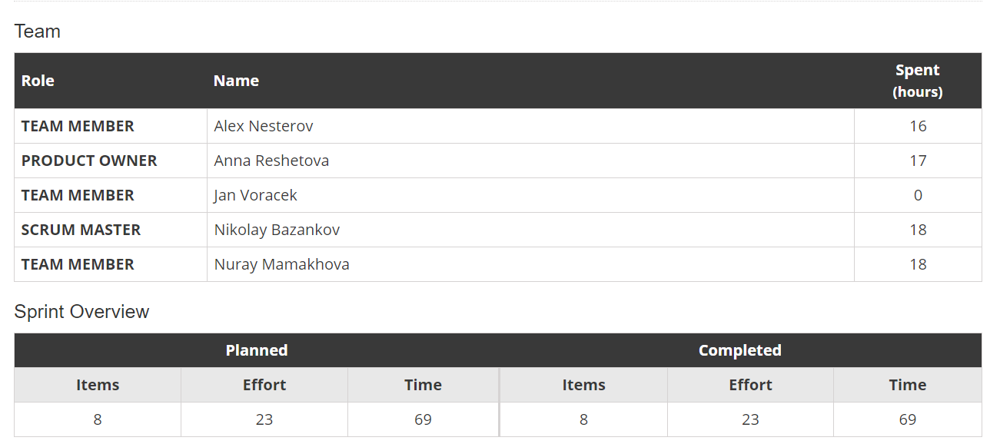 Team
Role Name Spent (hours)
TEAM MEMBER Alex Nesterov 16
PRODUCT OWNER Anna Reshetova 17
TEAM MEMBER Jan Voracek 0
SCRUM MASTER Nikolay Bazankov 18
TEAM MEMBER Nuray Mamakhova 18
Sprint Overview
Planned Completed
Items Effort Time Items Effort Time
8 23 69 8 23 69